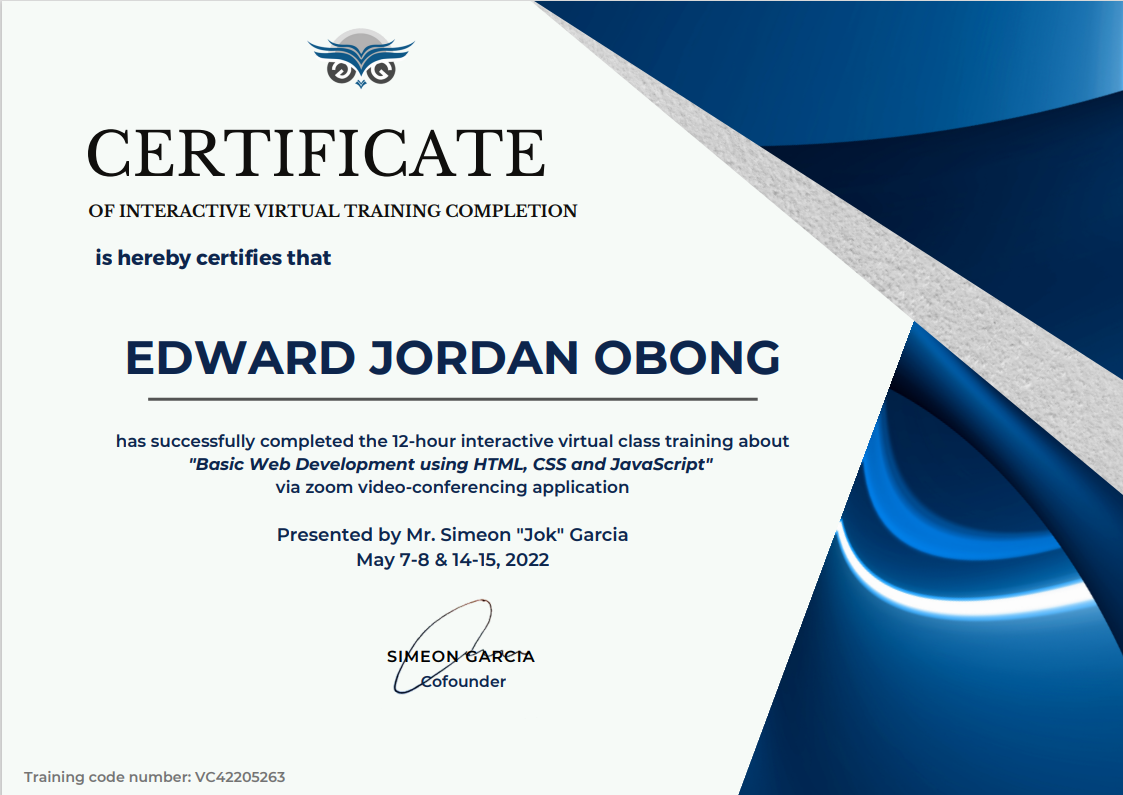 CERTIFICATE
OF INTERACTIVE VIRTUAL TRAINING COMPLETION
is hereby certifies that
EDWARD JORDAN OBONG
has successfully completed the 12-hour interactive virtual class training about
"Basic Web Development using HTML, CSS and JavaScript"
via zoom video-conferencing application
Presented by Mr. Simeon "Jok" Garcia
May 7-8 & 14-15, 2022
SIMEON GARCIA
Cofounder
Training code number: VC42205263